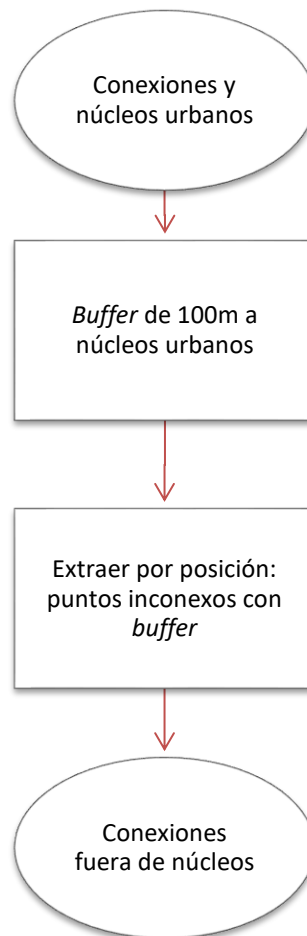 Conexiones y
núcleos urbanos
Buffer de 100m a
núcleos urbanos
Extraer por posición:
puntos inconexos con
buffer
Conexiones
fuera de núcleos